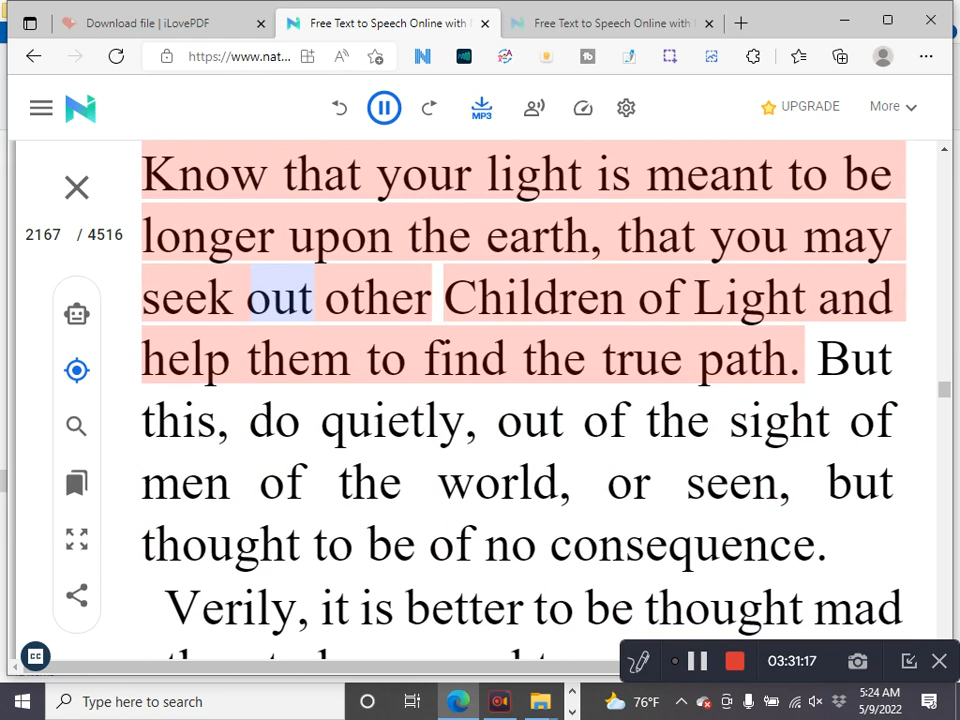 Download file | iLovePDF
Free Text to Speech Online with
Free Text to Speech Online with
https://www.nat...
MP3
UPGRADE
More
2167 / 4516
Know that your light is meant to be
longer upon the earth, that you may
seek out other Children of Light and
help them to find the true path. But
this, do quietly, out of the sight of
men of the world, or seen, but
thought to be of no consequence.
Verily, it is better to be thought mad
CC
03:31:17
Type here to search
76°F
5:24 AM
5/9/2022